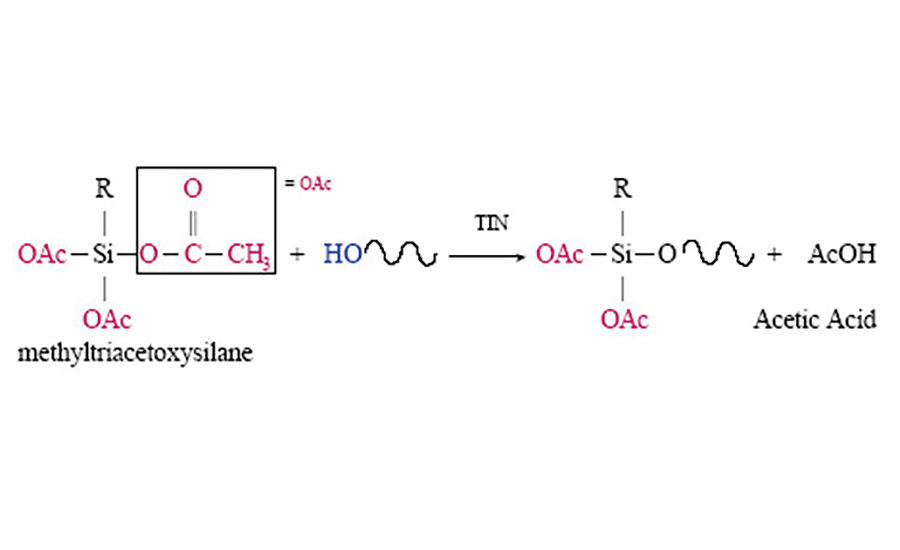 R O = OAc TIN R
OAc – Si – O – C – CH3 + HO OAc – Si – O + AcOH
OAc OAc Acetic Acid
methyltriacetoxysilane